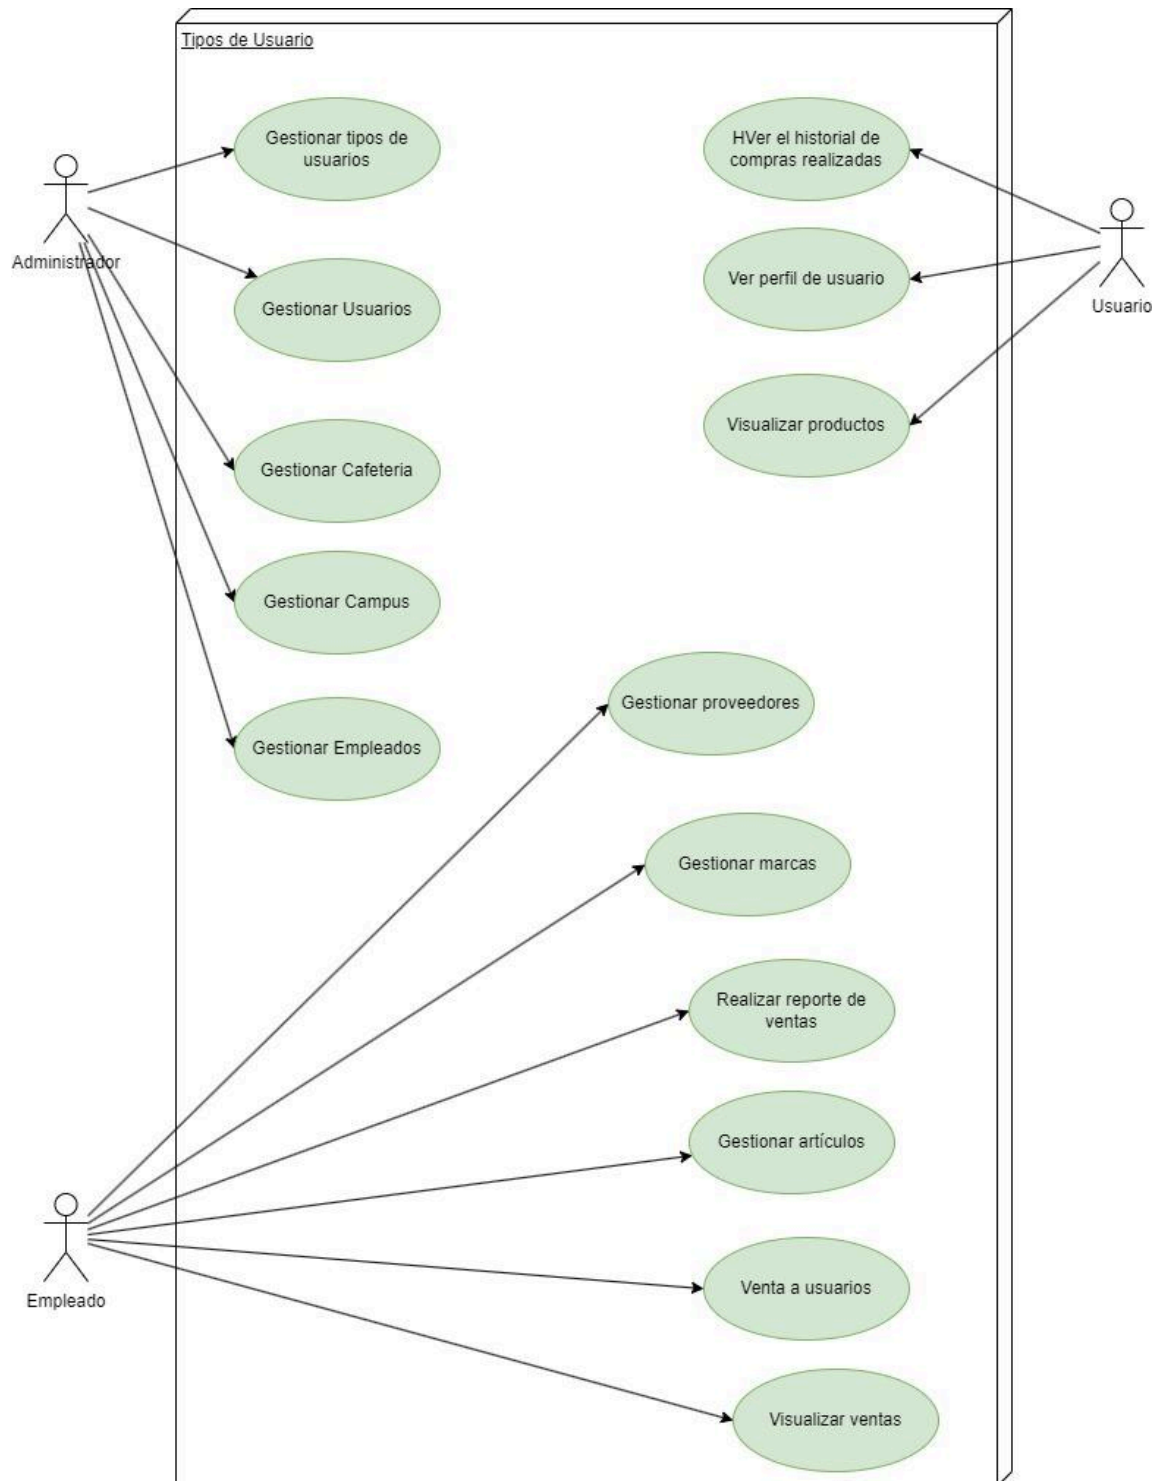 Tipos de Usuario
Gestionar tipos de
usuarios
HVer el historial de
compras realizadas
Administrador
Ver perfil de usuario
Usuario
Gestionar Usuarios
Visualizar productos
Gestionar Cafeteria
Gestionar Campus
Gestionar proveedores
Gestionar Empleados
Gestionar marcas
Realizar reporte de
ventas
Gestionar artículos
Venta a usuarios
Empleado
Visualizar ventas